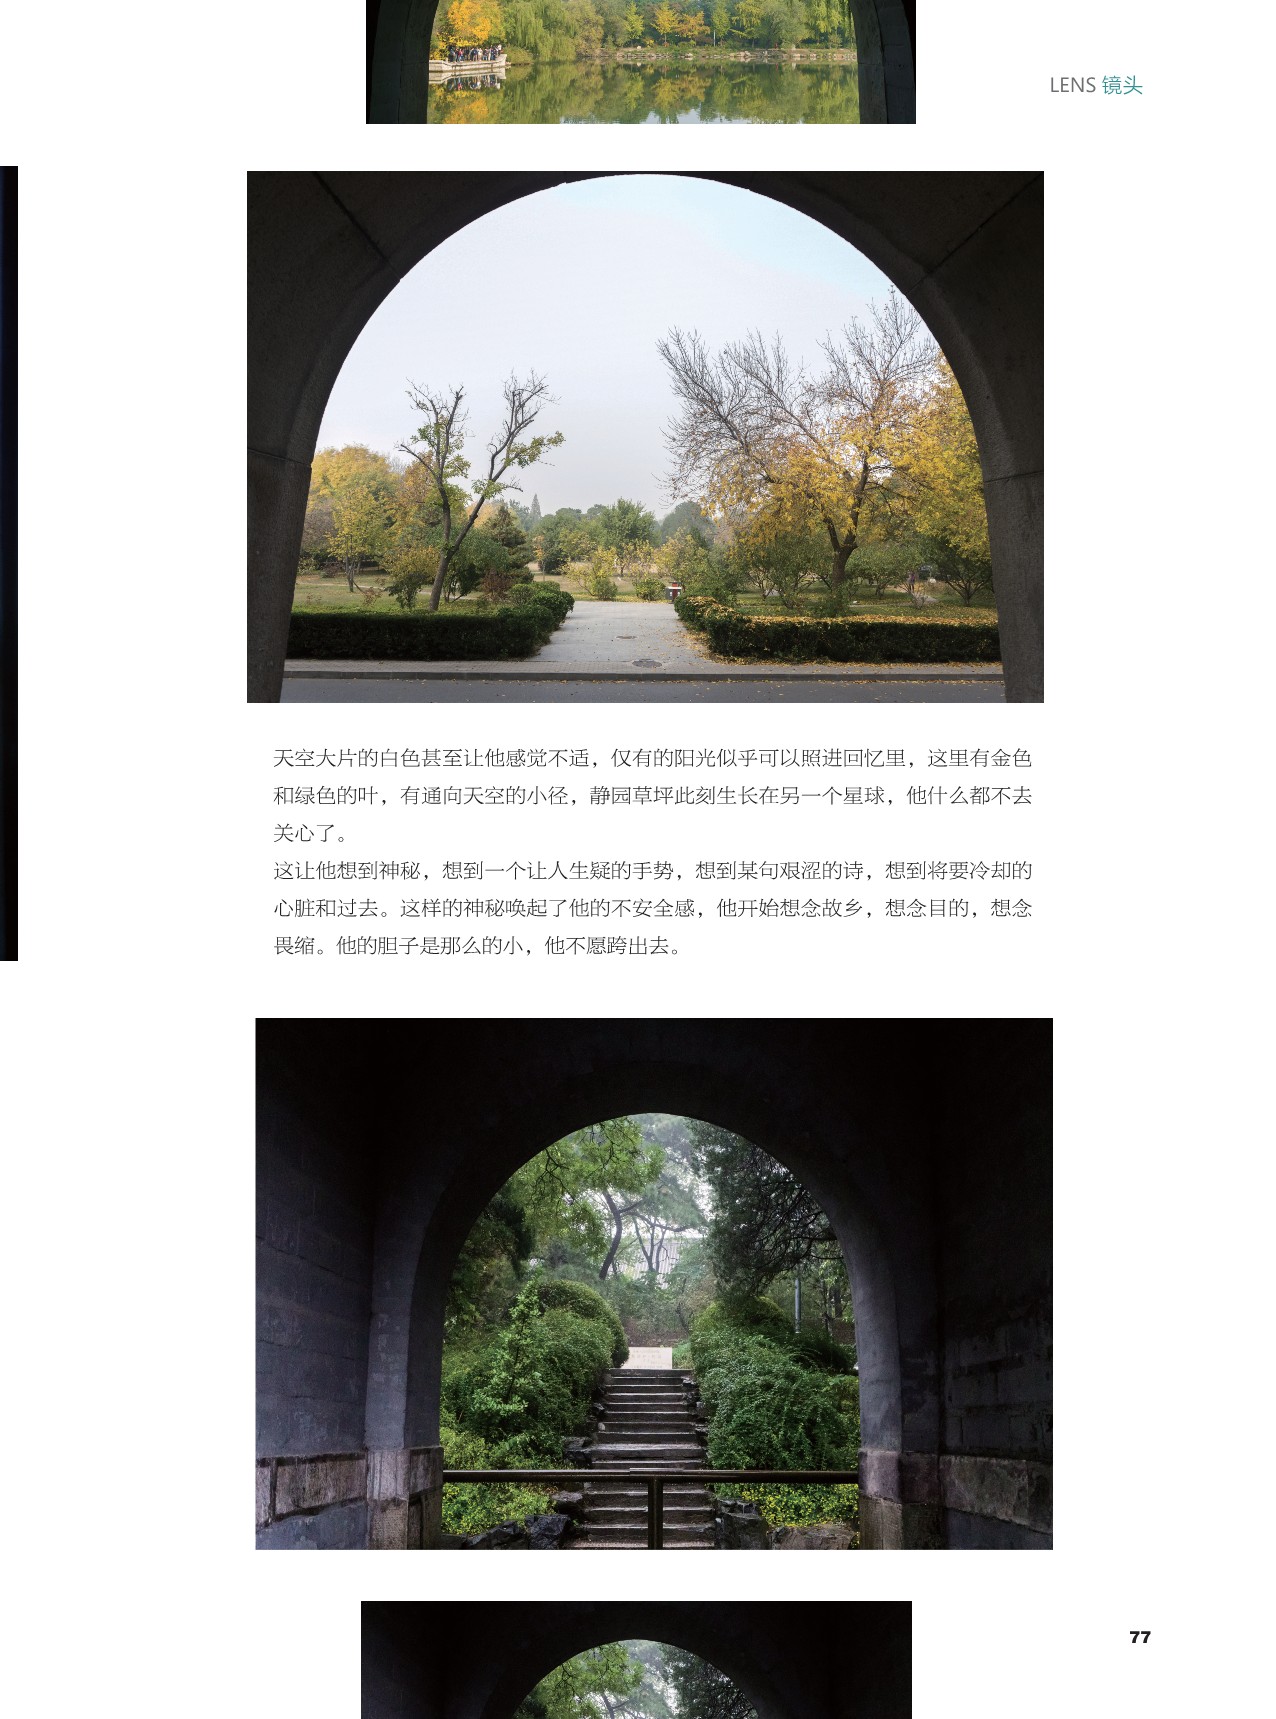 LENS 镜头
天空大片的白色甚至让他感觉不适，仅有的阳光似乎可以照进回忆里，这里有金色
和绿色的叶，有通向天空的小径，静园草坪此刻生长在另一个星球，他什么都不去
关心了。
这让他想到神秘，想到一个让人生疑的手势，想到某句艰涩的诗，想到将要冷却的
心脏和过去。这样的神秘唤起了他的不安全感，他开始想念故乡，想念目的，想念
畏缩。他的胆子是那么的小，他不愿跨出去。
77